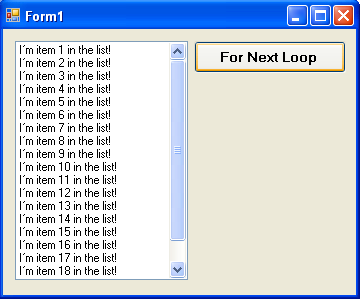 Form1
I´m item 1 in the list!
I´m item 2 in the list!
I´m item 3 in the list!
I´m item 4 in the list!
I´m item 5 in the list!
I´m item 6 in the list!
I´m item 7 in the list!
I´m item 8 in the list!
I´m item 9 in the list!
I´m item 10 in the list!
I´m item 11 in the list!
I´m item 12 in the list!
I´m item 13 in the list!
I´m item 14 in the list!
I´m item 15 in the list!
I´m item 16 in the list!
I´m item 17 in the list!
I´m item 18 in the list!
For Next Loop